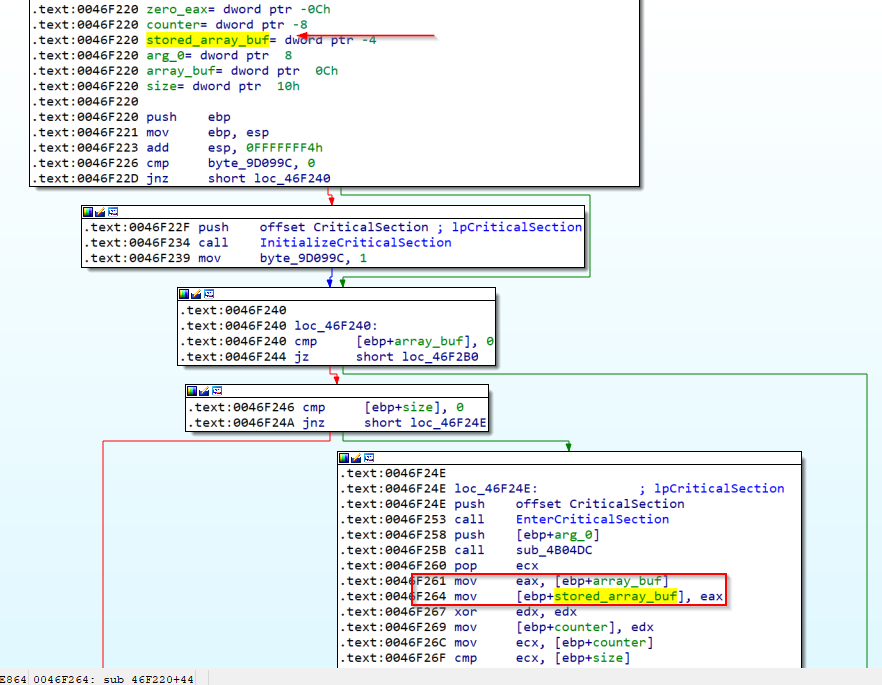 .text:0046F220 zero_eax= dword ptr -0Ch
.text:0046F220 counter= dword ptr -8
.text:0046F220 stored_array_buf= dword ptr -4
.text:0046F220 arg_0= dword ptr  8
.text:0046F220 array_buf= dword ptr  0Ch
.text:0046F220 size= dword ptr  10h
.text:0046F220
.text:0046F220 push    ebp
.text:0046F221 mov     ebp, esp
.text:0046F223 add     esp, 0FFFFFFF4h
.text:0046F226 cmp     byte_9D099C, 0
.text:0046F22D jnz     short loc_46F240
.text:0046F22F push    offset CriticalSection ; lpCriticalSection
.text:0046F234 call    InitializeCriticalSection
.text:0046F239 mov     byte_9D099C, 1
.text:0046F240
.text:0046F240 loc_46F240:
.text:0046F240 cmp     [ebp+array_buf], 0
.text:0046F244 jz      short loc_46F2B0
.text:0046F246 cmp     [ebp+size], 0
.text:0046F24A jnz     short loc_46F24E
.text:0046F24E
.text:0046F24E loc_46F24E:             ; lpCriticalSection
.text:0046F24E push    offset CriticalSection
.text:0046F253 call    EnterCriticalSection
.text:0046F258 push    [ebp+arg_0]
.text:0046F25B call    sub_4B04DC
.text:0046F260 pop     ecx
.text:0046F261 mov     eax, [ebp+array_buf]
.text:0046F264 mov     [ebp+stored_array_buf], eax
.text:0046F267 xor     edx, edx
.text:0046F269 mov     [ebp+counter], edx
.text:0046F26C mov     ecx, [ebp+counter]
.text:0046F26F cmp     ecx, [ebp+size]
E864 0046F264: sub 46F220+44